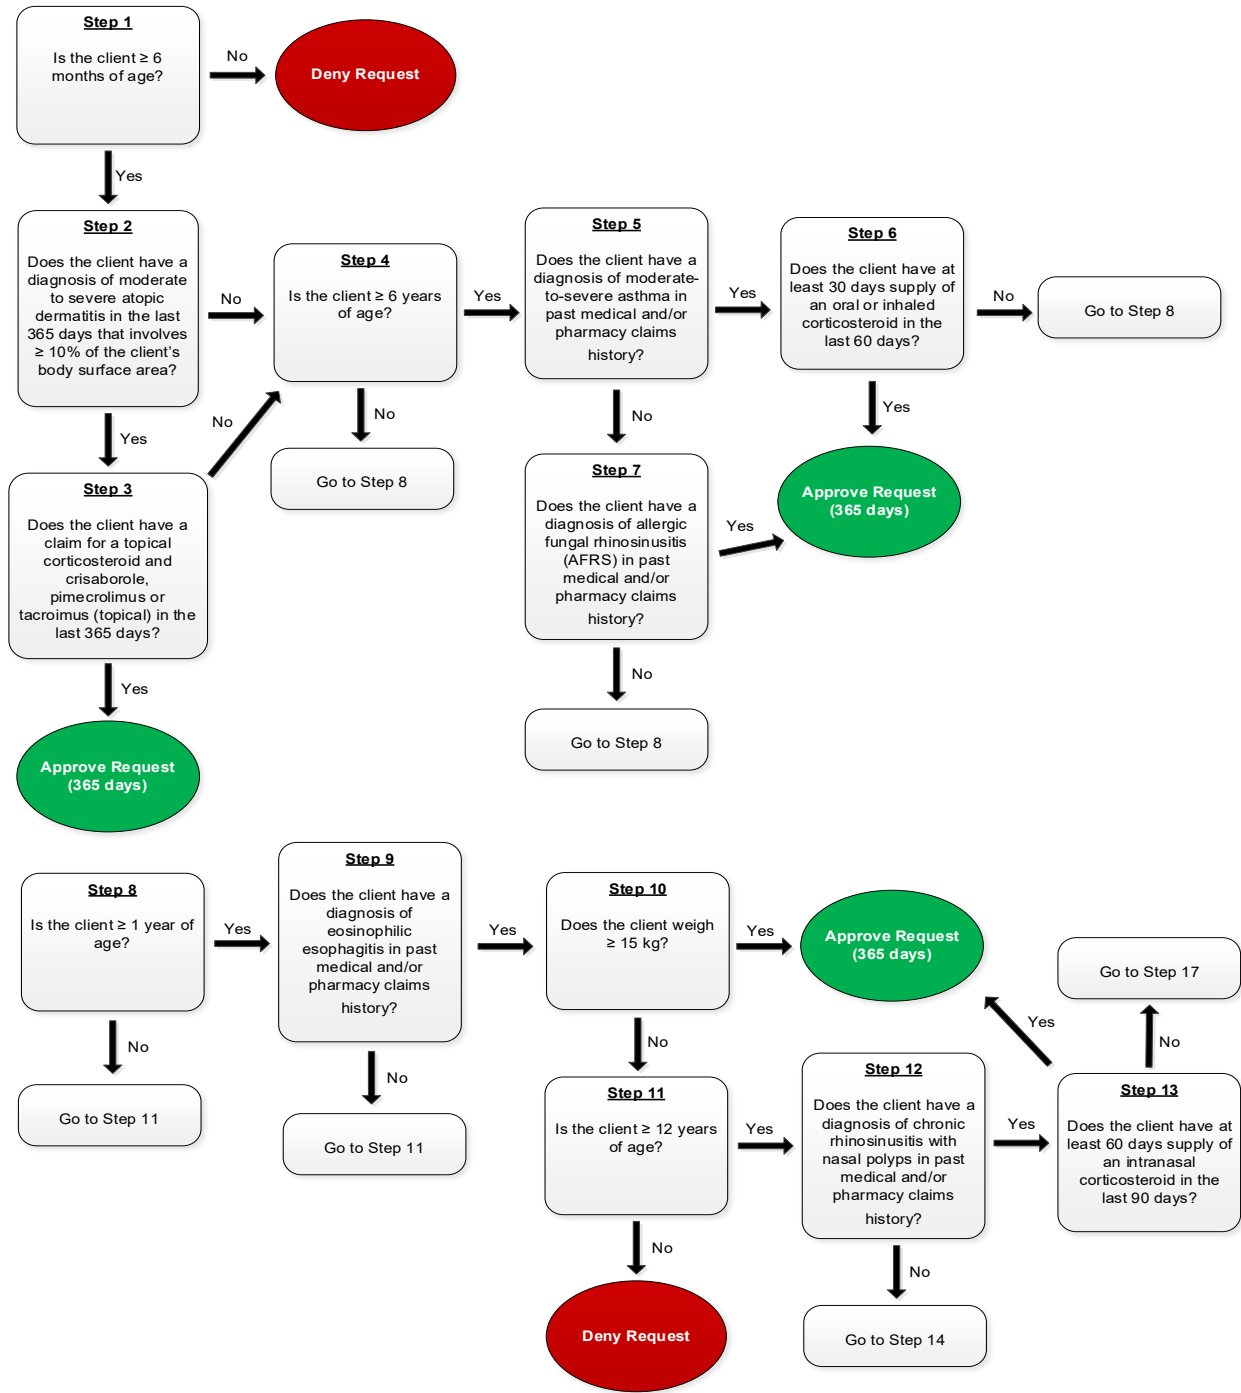 Step 1
Is the client ≥ 6
months of age?
No
Deny Request
Yes
Step 2
Does the client have a
diagnosis of moderate
to severe atopic
dermatitis in the last
365 days that involves
≥ 10% of the client's
body surface area?
No
Step 4
Is the client ≥ 6 years
of age?
Yes
Step 5
Does the client have a
diagnosis of moderate-
to-severe asthma in
past medical and/or
pharmacy claims
history?
Yes
Step 6
Does the client have at
least 30 days supply of
an oral or inhaled
corticosteroid in the
last 60 days?
No
Go to Step 8
Yes
No
No
No
Yes
Step 3
Does the client have a
claim for a topical
corticosteroid and
crisaborole,
pimecrolimus or
tacroimus (topical) in the
last 365 days?
Go to Step 8
Step 7
Does the client have a
diagnosis of allergic
fungal rhinosinusitis
(AFRS) in past
medical and/or
pharmacy claims
history?
Yes
Approve Request
(365 days)
Yes
No
Approve Request
(365 days)
Go to Step 8
Step 8
Is the client ≥ 1 year of
age?
Yes
Step 9
Does the client have a
diagnosis of
eosinophilic
esophagitis in past
medical and/or
pharmacy claims
history?
Yes
Step 10
Does the client weigh
≥ 15 kg?
Yes
Approve Request
(365 days)
Go to Step 17
No
Go to Step 11
No
Go to Step 11
No
Yes
No
Step 11
Is the client ≥ 12 years
of age?
Yes
Step 12
Does the client have a
diagnosis of chronic
rhinosinusitis with
nasal polyps in past
medical and/or
pharmacy claims
history?
Yes
Step 13
Does the client have at
least 60 days supply of
an intranasal
corticosteroid in the
last 90 days?
No
Deny Request
No
Go to Step 14